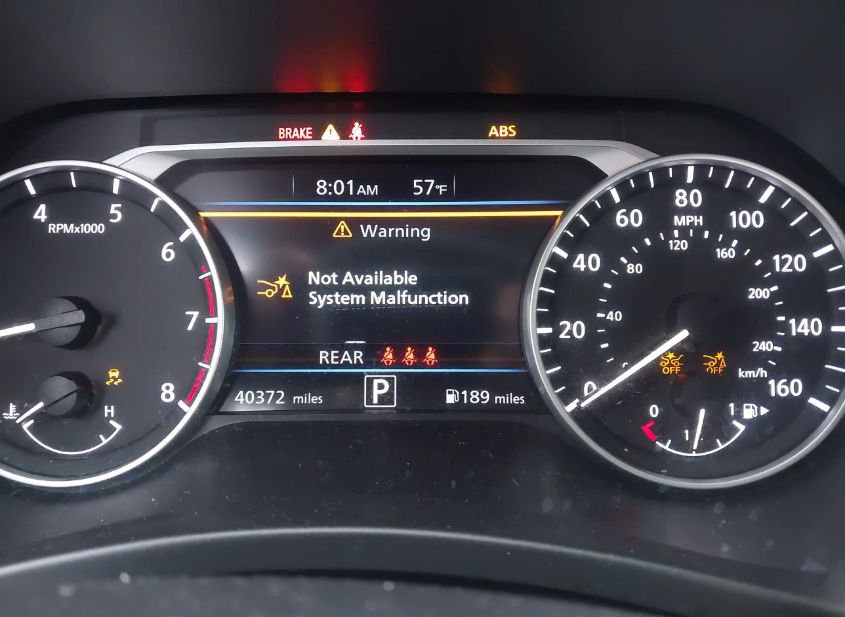 BRAKE
ABS
8:01AM 57°F
Warning
Not Available
System Malfunction
REAR
40372 miles P 189 miles
4 5 6 7 8
RPMx1000
H
0 20 40 60 80 100 120 140 160
MPH
40 80 120 160 200 240
km/h
OFF OFF
0 1 1